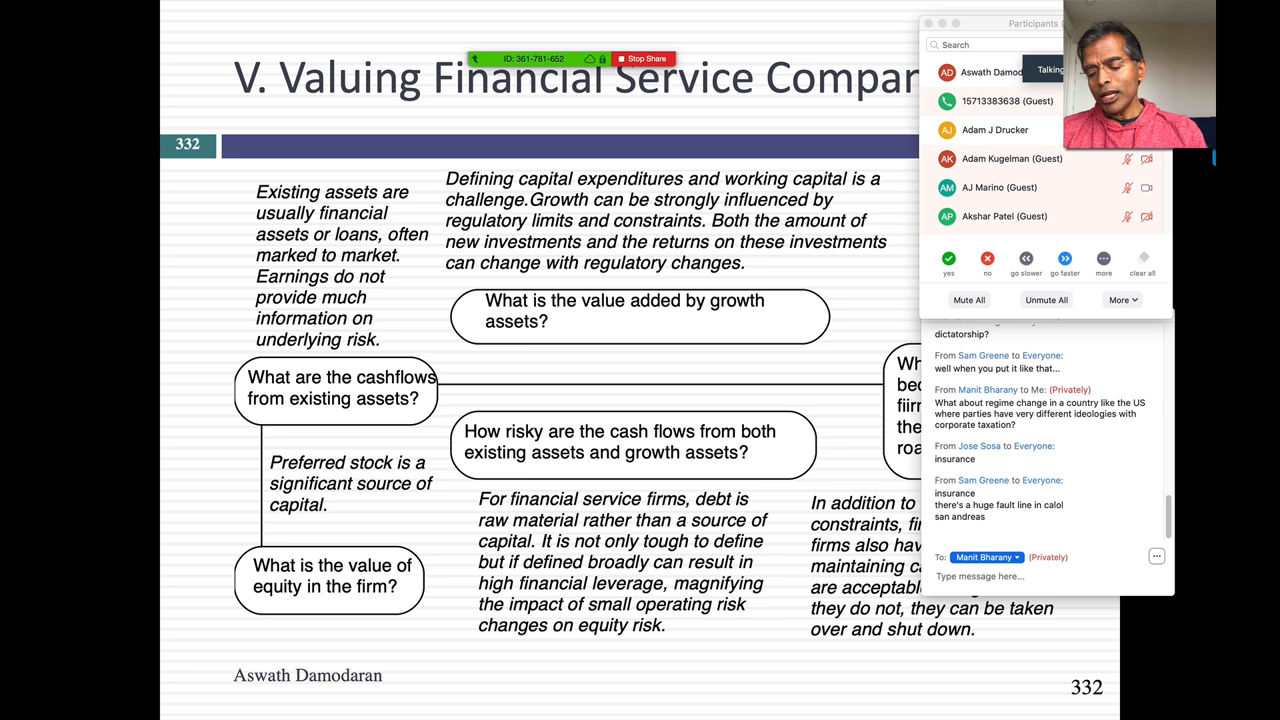 V. Valuing Financial Service Compan
ID: 361-781-652
Stop Share
332
Existing assets are
usually financial
assets or loans, often
marked to market.
Earnings do not
provide much
information on
underlying risk.
Defining capital expenditures and working capital is a
challenge.Growth can be strongly influenced by
regulatory limits and constraints. Both the amount of
new investments and the returns on these investments
can change with regulatory changes.
What is the value added by growth
assets?
What are the cashflows
from existing assets?
How risky are the cash flows from both
existing assets and growth assets?
Wh
bec
fiirm
the
roa
Preferred stock is a
significant source of
capital.
What is the value of
equity in the firm?
For financial service firms, debt is
raw material rather than a source of
capital. It is not only tough to define
but if defined broadly can result in
high financial leverage, magnifying
the impact of small operating risk
changes on equity risk.
In addition to
constraints, fir
firms also hav
maintaining ca
are acceptabl
they do not, they can be taken
over and shut down.
Aswath Damodaran
332
Participants
Search
AD Aswath Damod
Talking
15713383638 (Guest)
AJ Adam J Drucker
AK Adam Kugelman (Guest)
AM AJ Marino (Guest)
AP Akshar Patel (Guest)
yes no go slower go faster more clear all
Mute All Unmute All More
dictatorship?
From Sam Greene to Everyone:
well when you put it like that...
From Manit Bharany to Me: (Privately)
What about regime change in a country like the US
where parties have very different ideologies with
corporate taxation?
From Jose Sosa to Everyone:
insurance
From Sam Greene to Everyone:
insurance
there's a huge fault line in calol
san andreas
To: Manit Bharany (Privately)
Type message here...